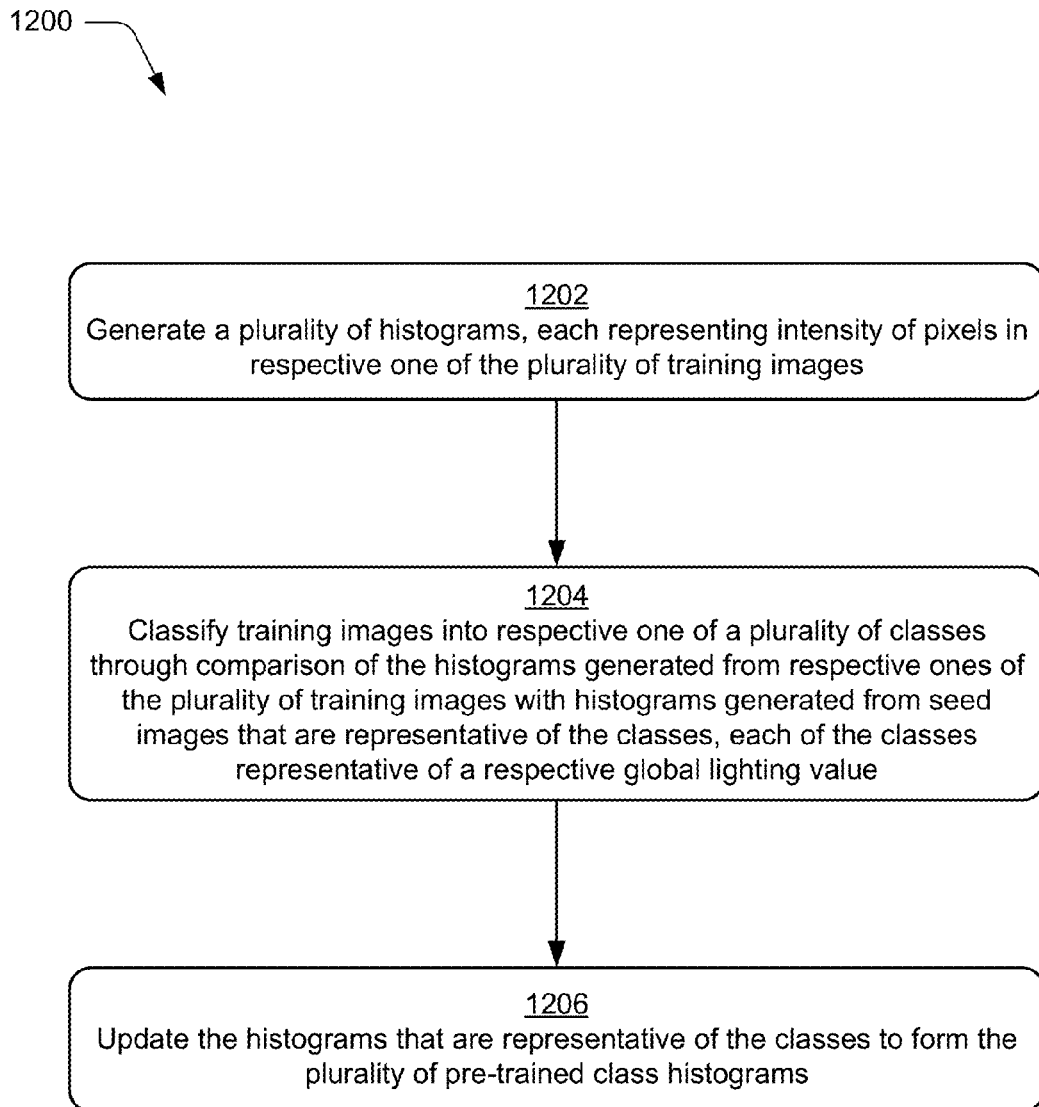 1200
1202
Generate a plurality of histograms, each representing intensity of pixels in
respective one of the plurality of training images
1204
Classify training images into respective one of a plurality of classes
through comparison of the histograms generated from respective ones of
the plurality of training images with histograms generated from seed
images that are representative of the classes, each of the classes
representative of a respective global lighting value
1206
Update the histograms that are representative of the classes to form the
plurality of pre-trained class histograms